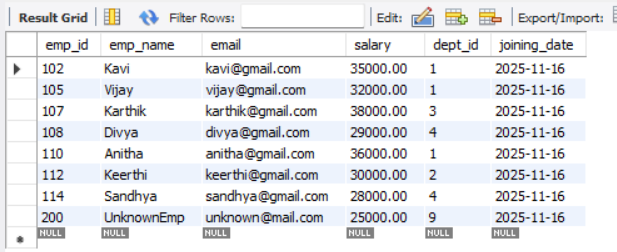 Result Grid Filter Rows: Edit: Export/Import:
emp_id emp_name email salary dept_id joining_date
102 Kavi kavi@gmail.com 35000.00 1 2025-11-16
105 Vijay vijay@gmail.com 32000.00 1 2025-11-16
107 Karthik karthik@gmail.com 38000.00 3 2025-11-16
108 Divya divya@gmail.com 29000.00 4 2025-11-16
110 Anitha anitha@gmail.com 36000.00 1 2025-11-16
112 Keerthi keerthi@gmail.com 30000.00 2 2025-11-16
114 Sandhya sandhya@gmail.com 28000.00 4 2025-11-16
200 UnknownEmp unknown@mail.com 25000.00 9 2025-11-16
NULL NULL NULL NULL NULL NULL